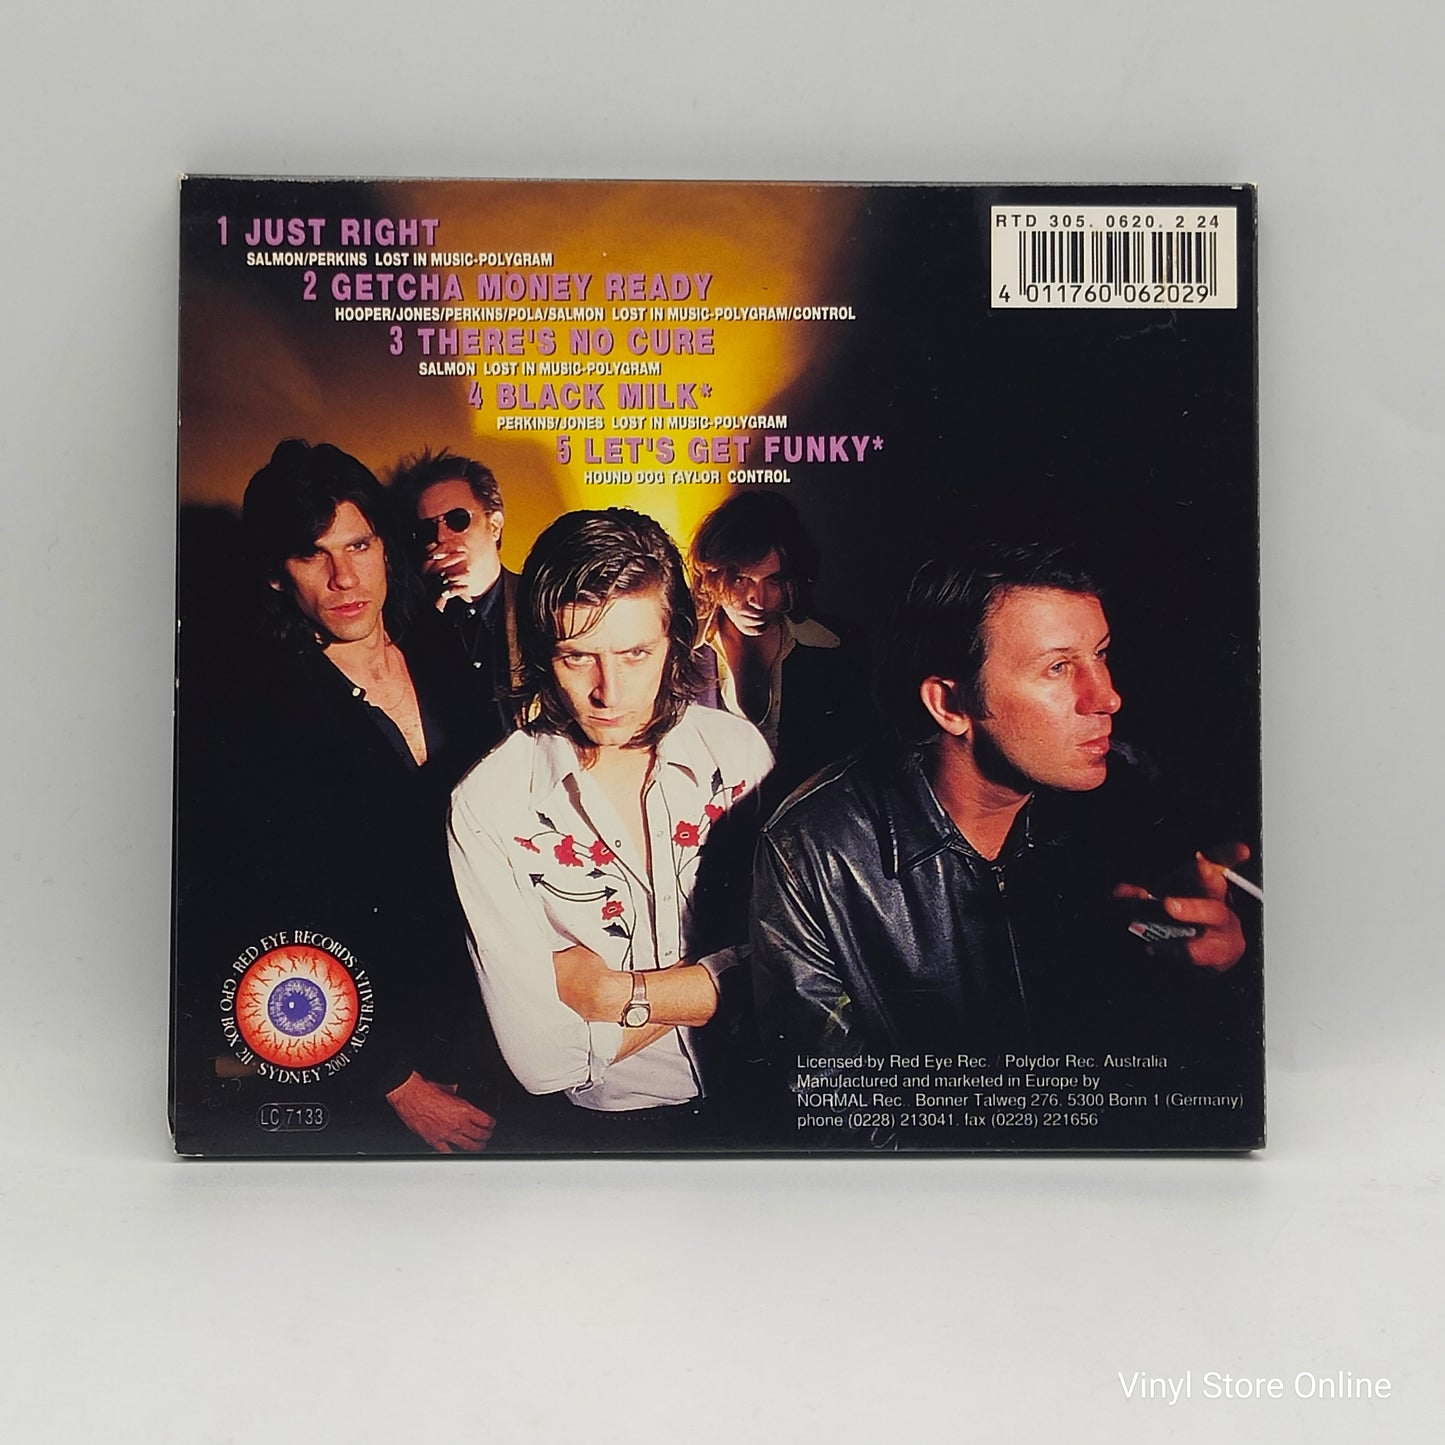 1 JUST RIGHT
SALMON/PERKINS LOST IN MUSIC-POLYGRAM
2 GETCHA MONEY READY
HOOPER/JONES/PERKINS/POLA/SALMON LOST IN MUSIC-POLYGRAM/CONTROL
3 THERE'S NO CURE
SALMON LOST IN MUSIC-POLYGRAM
4 BLACK MILK*
PERKINS/JONES LOST IN MUSIC-POLYGRAM
5 LET'S GET FUNKY*
HOUND DOG TAYLOR CONTROL
RTD 305. 0620. 2 24
4 011760 062029
RED EYE RECORDS · GPO BOX 211 · SYDNEY 2001 · AUSTRALIA ·
LC 7133
Licensed by Red Eye Rec. / Polydor Rec. Australia
Manufactured and marketed in Europe by
NORMAL Rec., Bonner Talweg 276, 5300 Bonn 1 (Germany)
phone (0228) 213041, fax (0228) 221656
Vinyl Store Online